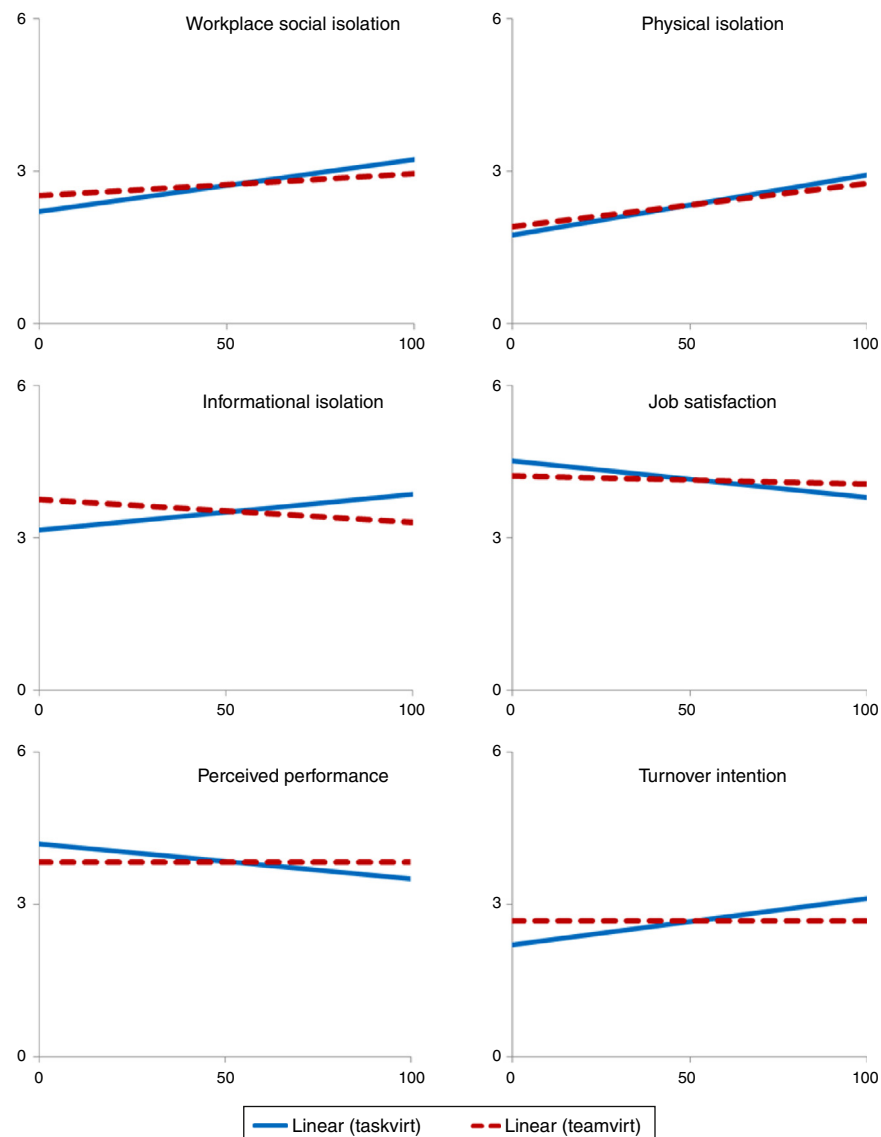 6
Workplace social isolation
3
0
0 50 100
6
Physical isolation
3
0
0 50 100
6
Informational isolation
3
0
0 50 100
6
Job satisfaction
3
0
0 50 100
6
Perceived performance
3
0
0 50 100
6
Turnover intention
3
0
0 50 100
Linear (taskvirt) Linear (teamvirt)